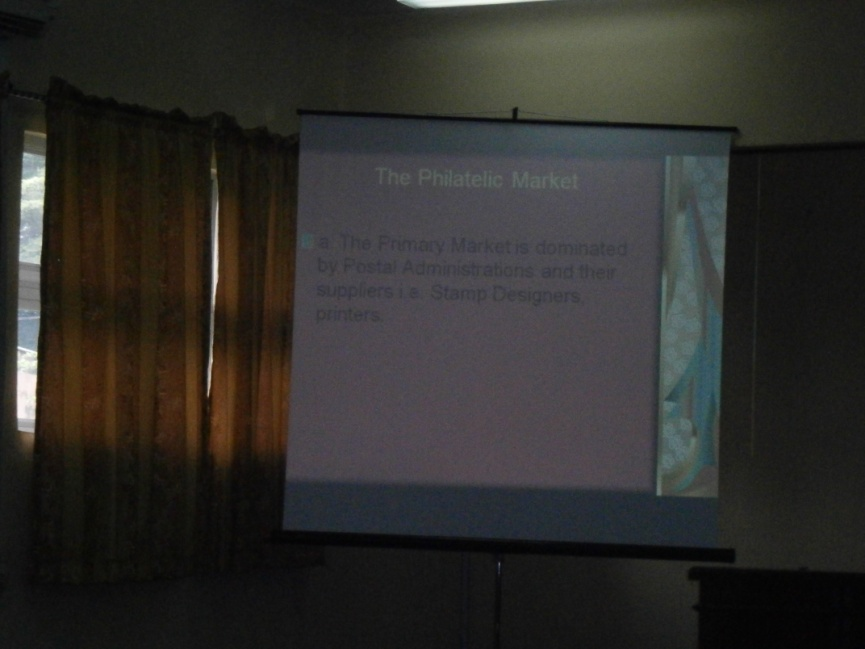 The Philatelic Market
a. The Primary Market is dominated
by Postal Administrations and their
suppliers i.e. Stamp Designers,
printers.